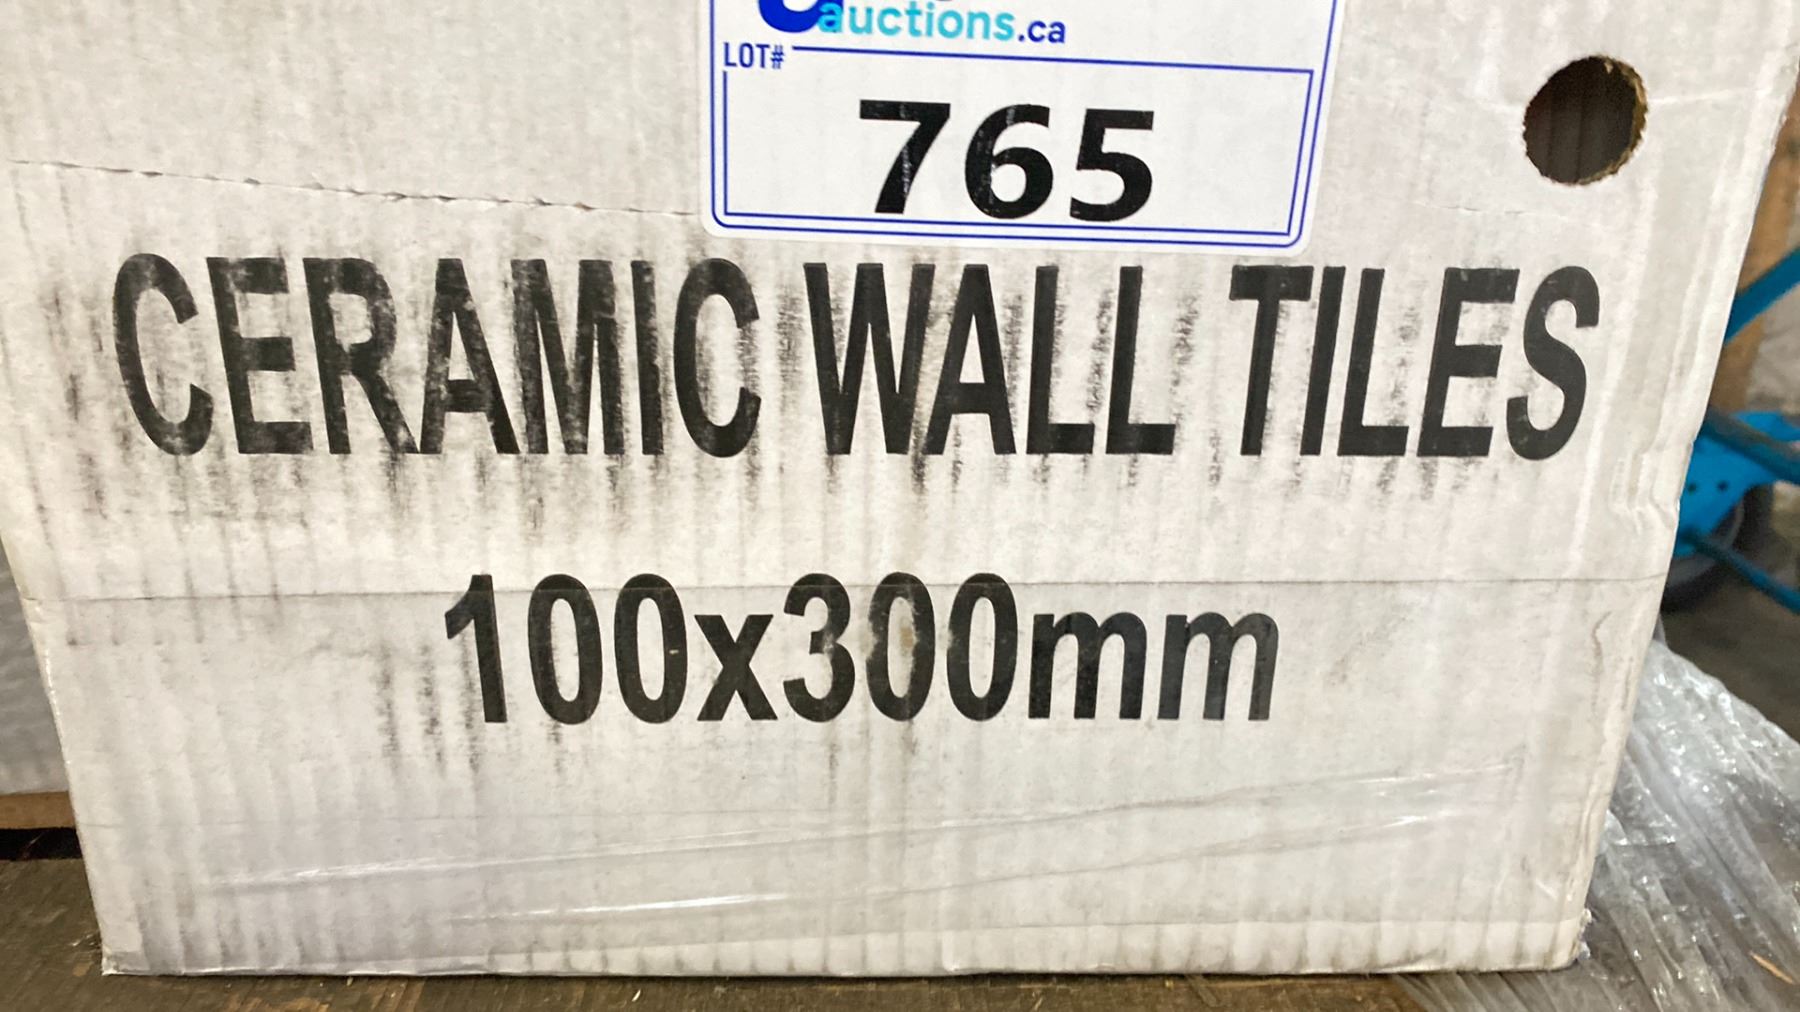 auctions.ca
LOT#
765
CERAMIC WALL TILES
100x300mm